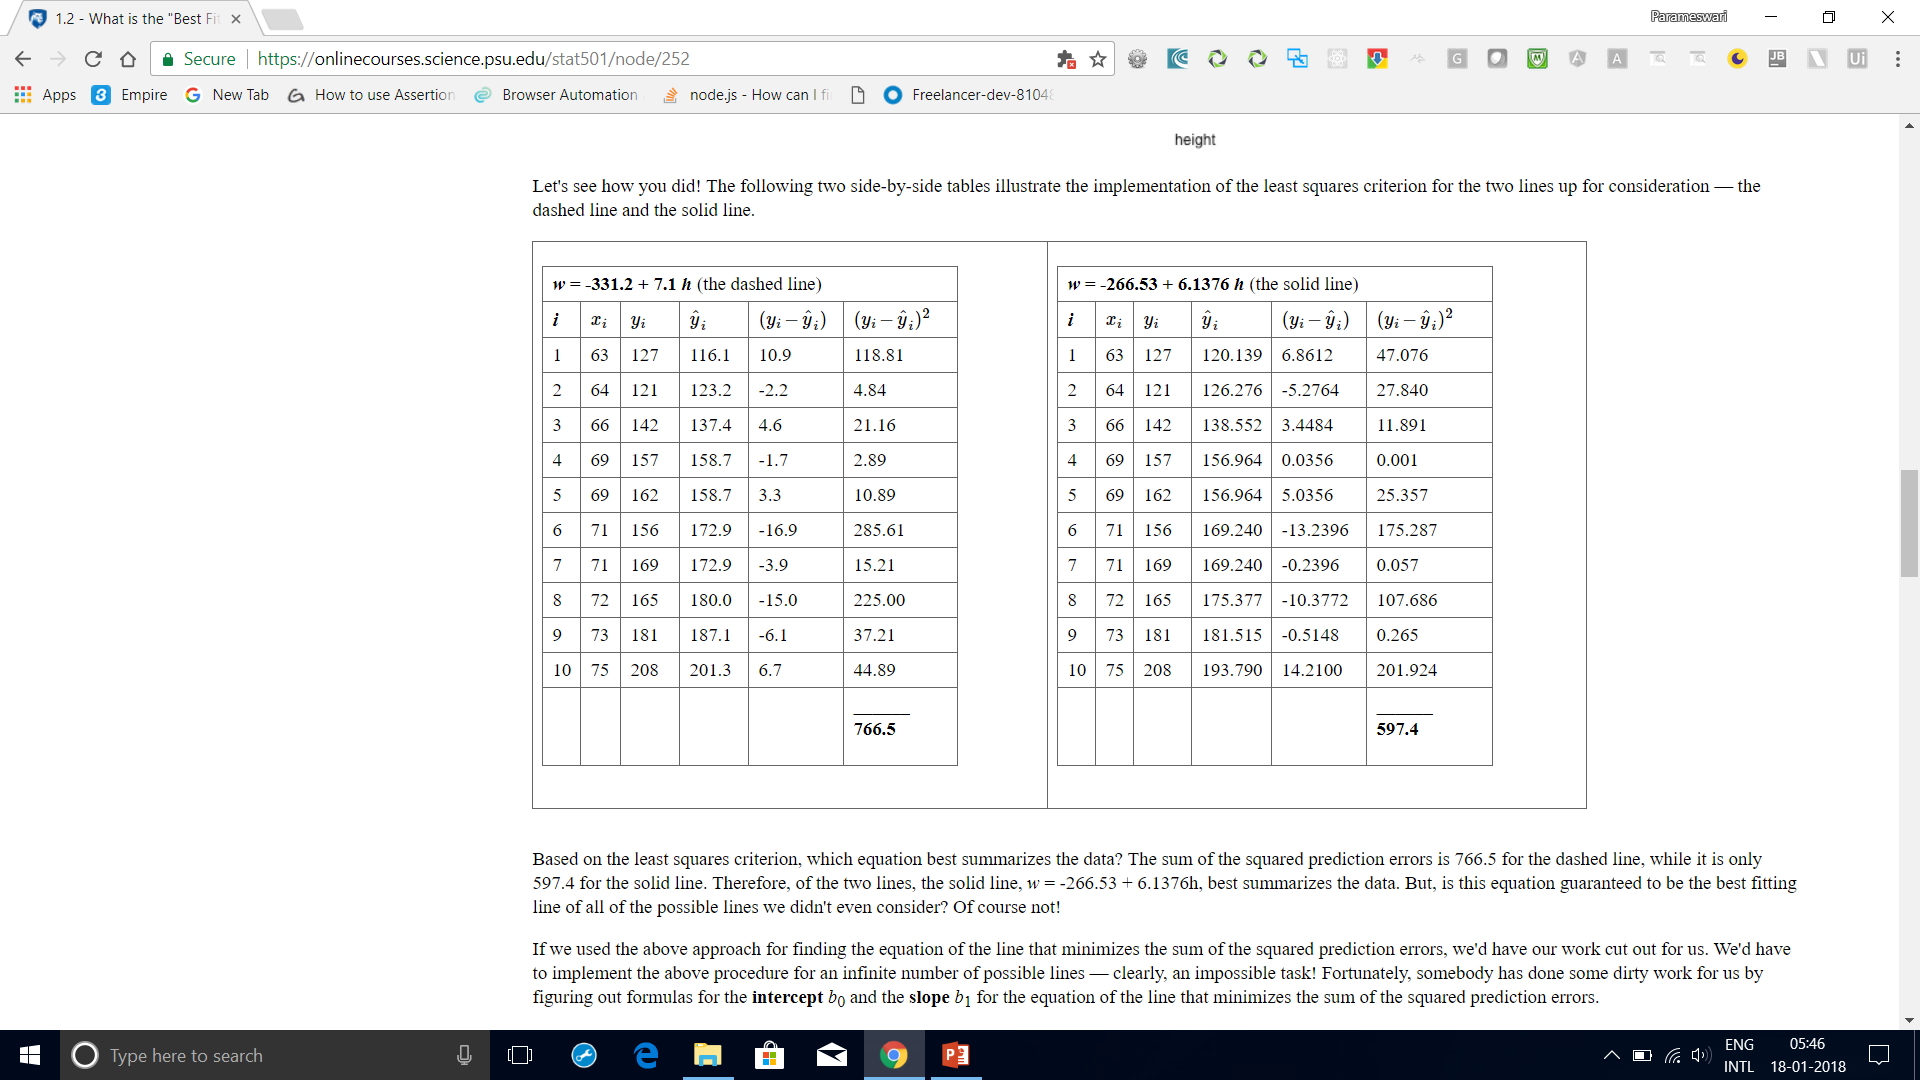 1.2 - What is the "Best Fit
Parameswari
Secure https://onlinecourses.science.psu.edu/stat501/node/252
Apps Empire New Tab How to use Assertion Browser Automation node.js - How can I fi Freelancer-dev-81048
height
Let's see how you did! The following two side-by-side tables illustrate the implementation of the least squares criterion for the two lines up for consideration — the
dashed line and the solid line.
w = -331.2 + 7.1 h (the dashed line)
i xᵢ yᵢ ŷᵢ (yᵢ − ŷᵢ) (yᵢ − ŷᵢ)²
1 63 127 116.1 10.9 118.81
2 64 121 123.2 -2.2 4.84
3 66 142 137.4 4.6 21.16
4 69 157 158.7 -1.7 2.89
5 69 162 158.7 3.3 10.89
6 71 156 172.9 -16.9 285.61
7 71 169 172.9 -3.9 15.21
8 72 165 180.0 -15.0 225.00
9 73 181 187.1 -6.1 37.21
10 75 208 201.3 6.7 44.89
766.5
w = -266.53 + 6.1376 h (the solid line)
i xᵢ yᵢ ŷᵢ (yᵢ − ŷᵢ) (yᵢ − ŷᵢ)²
1 63 127 120.139 6.8612 47.076
2 64 121 126.276 -5.2764 27.840
3 66 142 138.552 3.4484 11.891
4 69 157 156.964 0.0356 0.001
5 69 162 156.964 5.0356 25.357
6 71 156 169.240 -13.2396 175.287
7 71 169 169.240 -0.2396 0.057
8 72 165 175.377 -10.3772 107.686
9 73 181 181.515 -0.5148 0.265
10 75 208 193.790 14.2100 201.924
597.4
Based on the least squares criterion, which equation best summarizes the data? The sum of the squared prediction errors is 766.5 for the dashed line, while it is only
597.4 for the solid line. Therefore, of the two lines, the solid line, w = -266.53 + 6.1376h, best summarizes the data. But, is this equation guaranteed to be the best fitting
line of all of the possible lines we didn't even consider? Of course not!
If we used the above approach for finding the equation of the line that minimizes the sum of the squared prediction errors, we'd have our work cut out for us. We'd have
to implement the above procedure for an infinite number of possible lines — clearly, an impossible task! Fortunately, somebody has done some dirty work for us by
figuring out formulas for the intercept b₀ and the slope b₁ for the equation of the line that minimizes the sum of the squared prediction errors.
Type here to search
ENG
INTL
05:46
18-01-2018